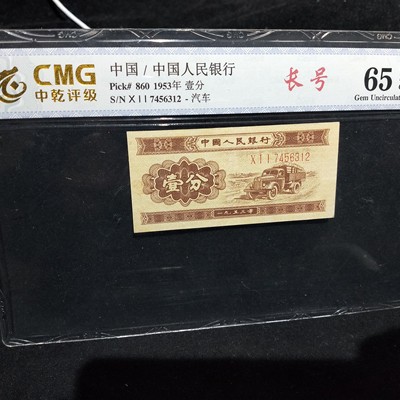 CMG
中乾评级
中国 / 中国人民银行
Pick# 860 1953年 壹分
S/N X I I 7456312 - 汽车
长号
65
Gem Uncirculat
中國人民銀行
X I I 7456312
壹分
一九五三年